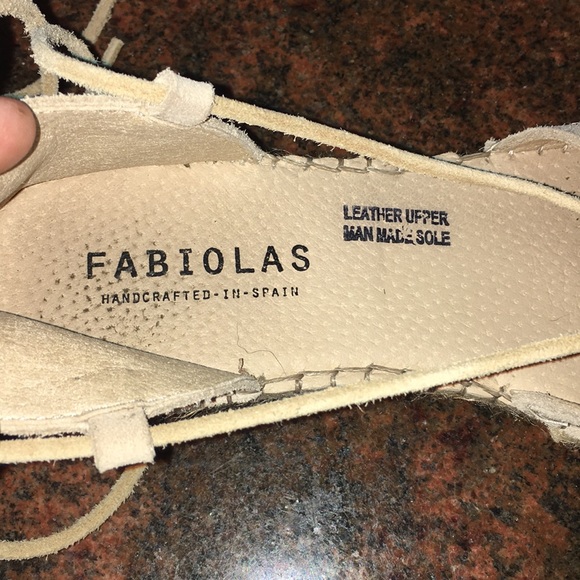 FABIOLAS
HANDCRAFTED-IN-SPAIN
LEATHER UPPER
MAN MADE SOLE